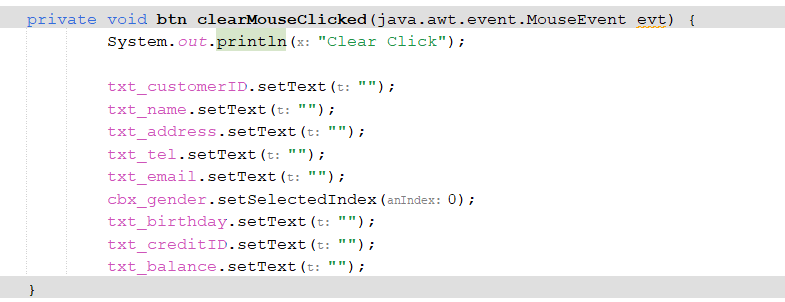 private void btn clearMouseClicked(java.awt.event.MouseEvent evt) {
System.out.println(x: "Clear Click");
txt_customerID.setText(t: "");
txt_name.setText(t: "");
txt_address.setText(t: "");
txt_tel.setText(t: "");
txt_email.setText(t: "");
cbx_gender.setSelectedIndex(anIndex: 0);
txt_birthday.setText(t: "");
txt_creditID.setText(t: "");
txt_balance.setText(t: "");
}